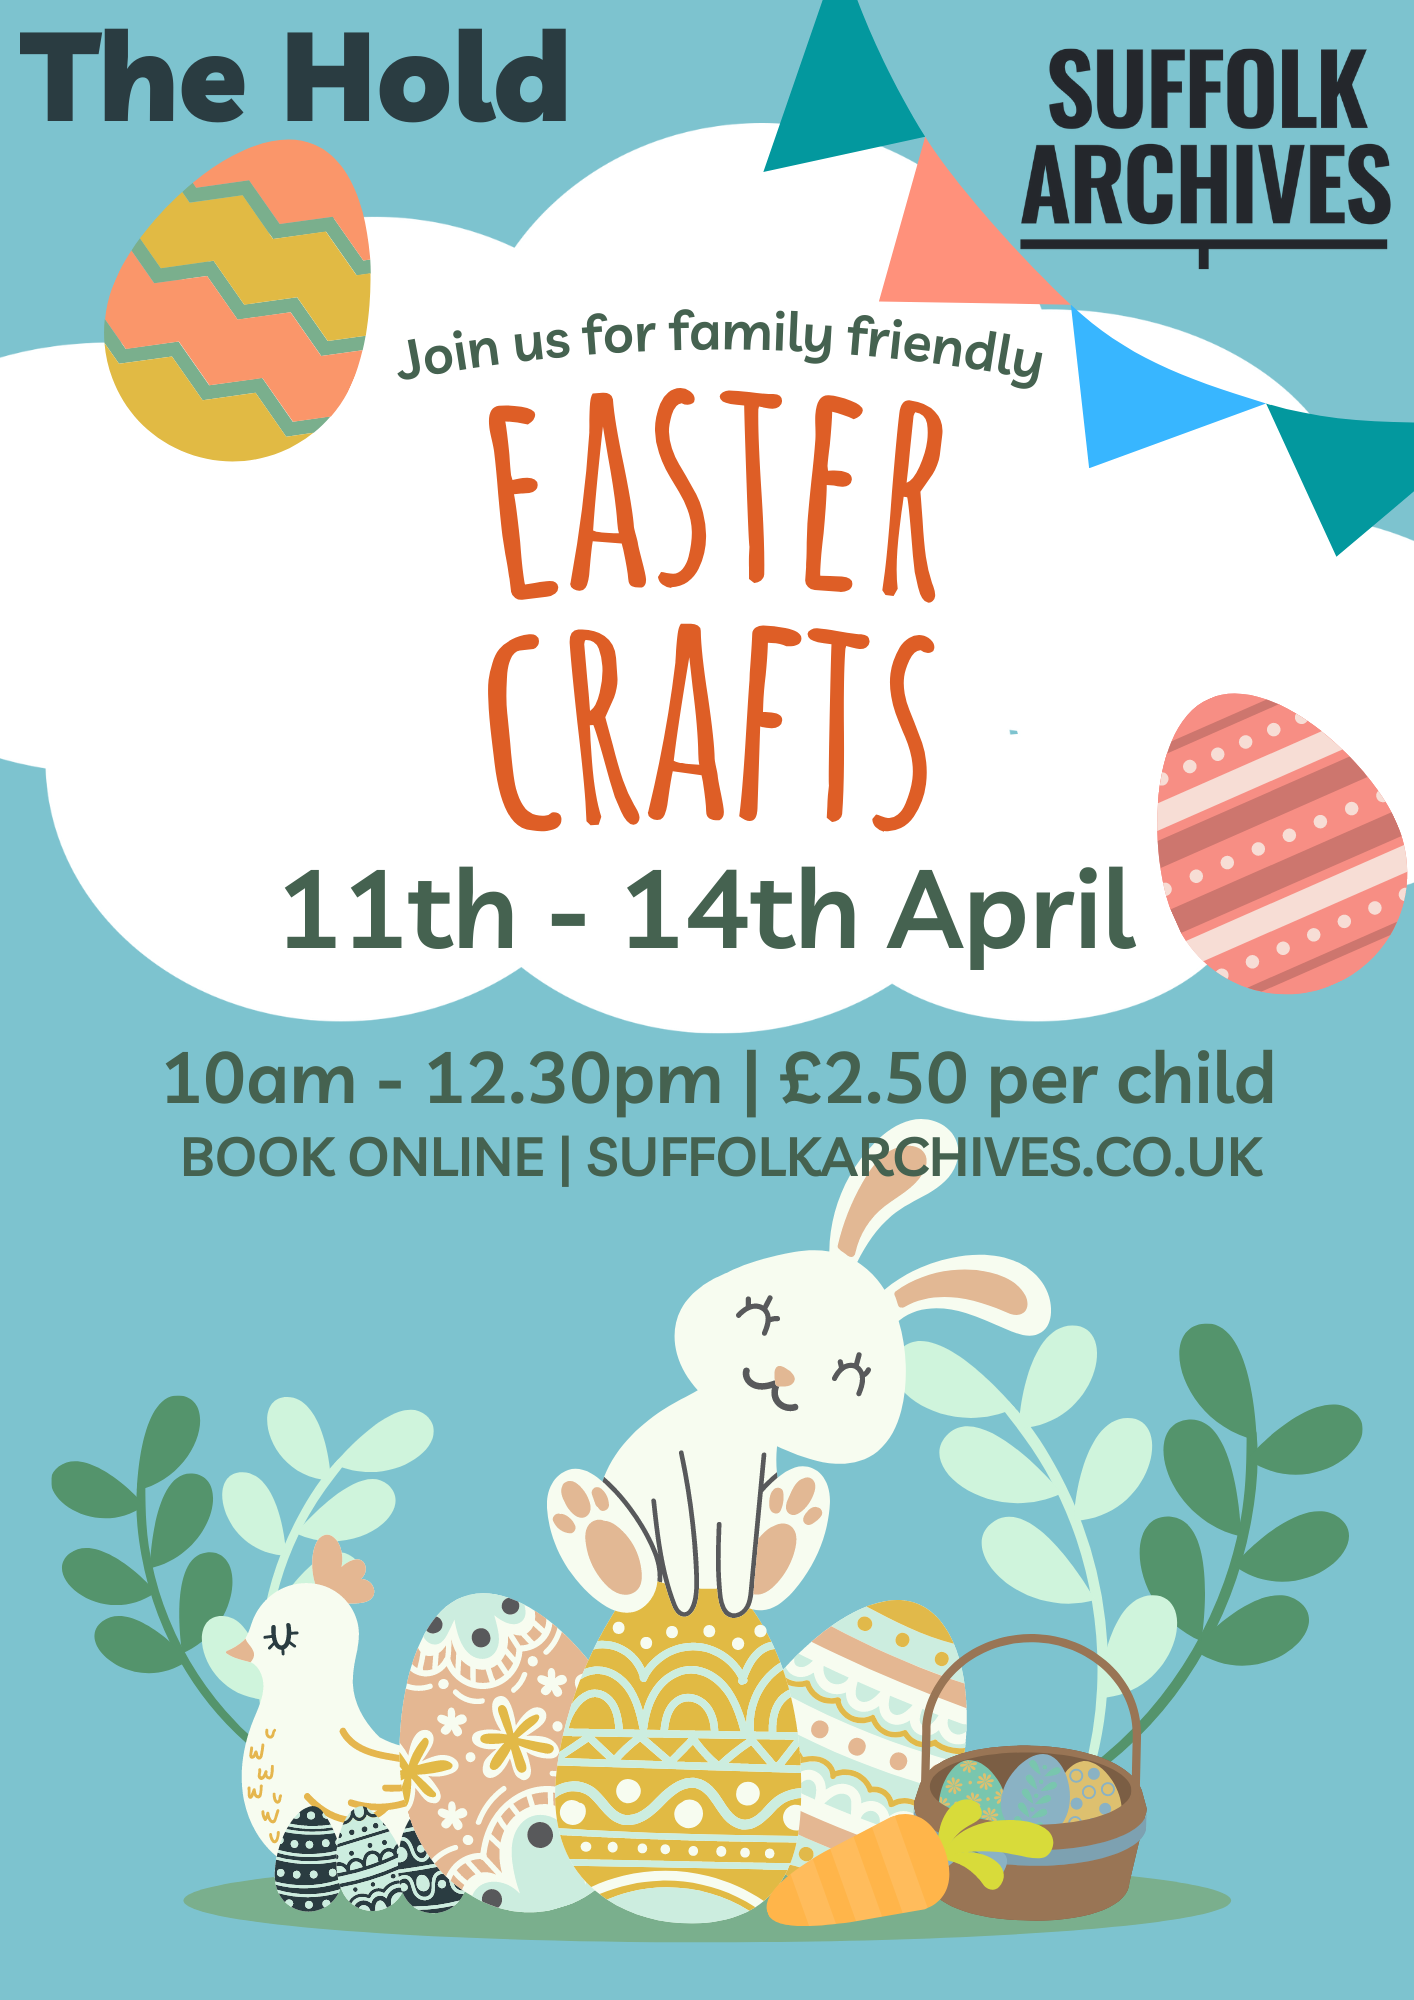 The Hold
SUFFOLK
ARCHIVES
Join us for family friendly
EASTER
CRAFTS
11th - 14th April
10am - 12.30pm | £2.50 per child
BOOK ONLINE | SUFFOLKARCHIVES.CO.UK